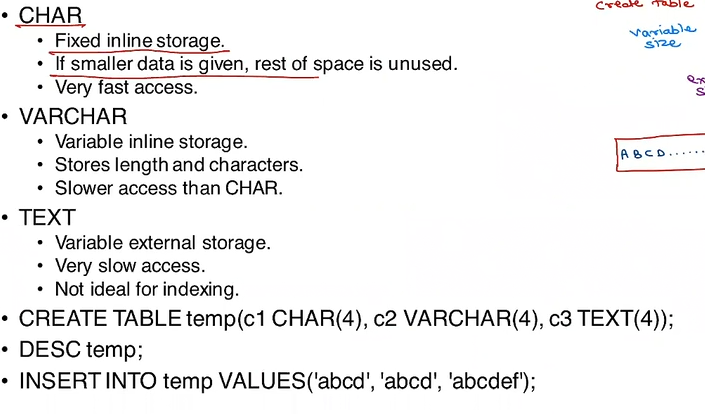 • CHAR
• Fixed inline storage.
• If smaller data is given, rest of space is unused.
• Very fast access.
• VARCHAR
• Variable inline storage.
• Stores length and characters.
• Slower access than CHAR.
• TEXT
• Variable external storage.
• Very slow access.
• Not ideal for indexing.
• CREATE TABLE temp(c1 CHAR(4), c2 VARCHAR(4), c3 TEXT(4));
• DESC temp;
• INSERT INTO temp VALUES('abcd', 'abcd', 'abcdef');
Create Table
variable
size
A B C D......